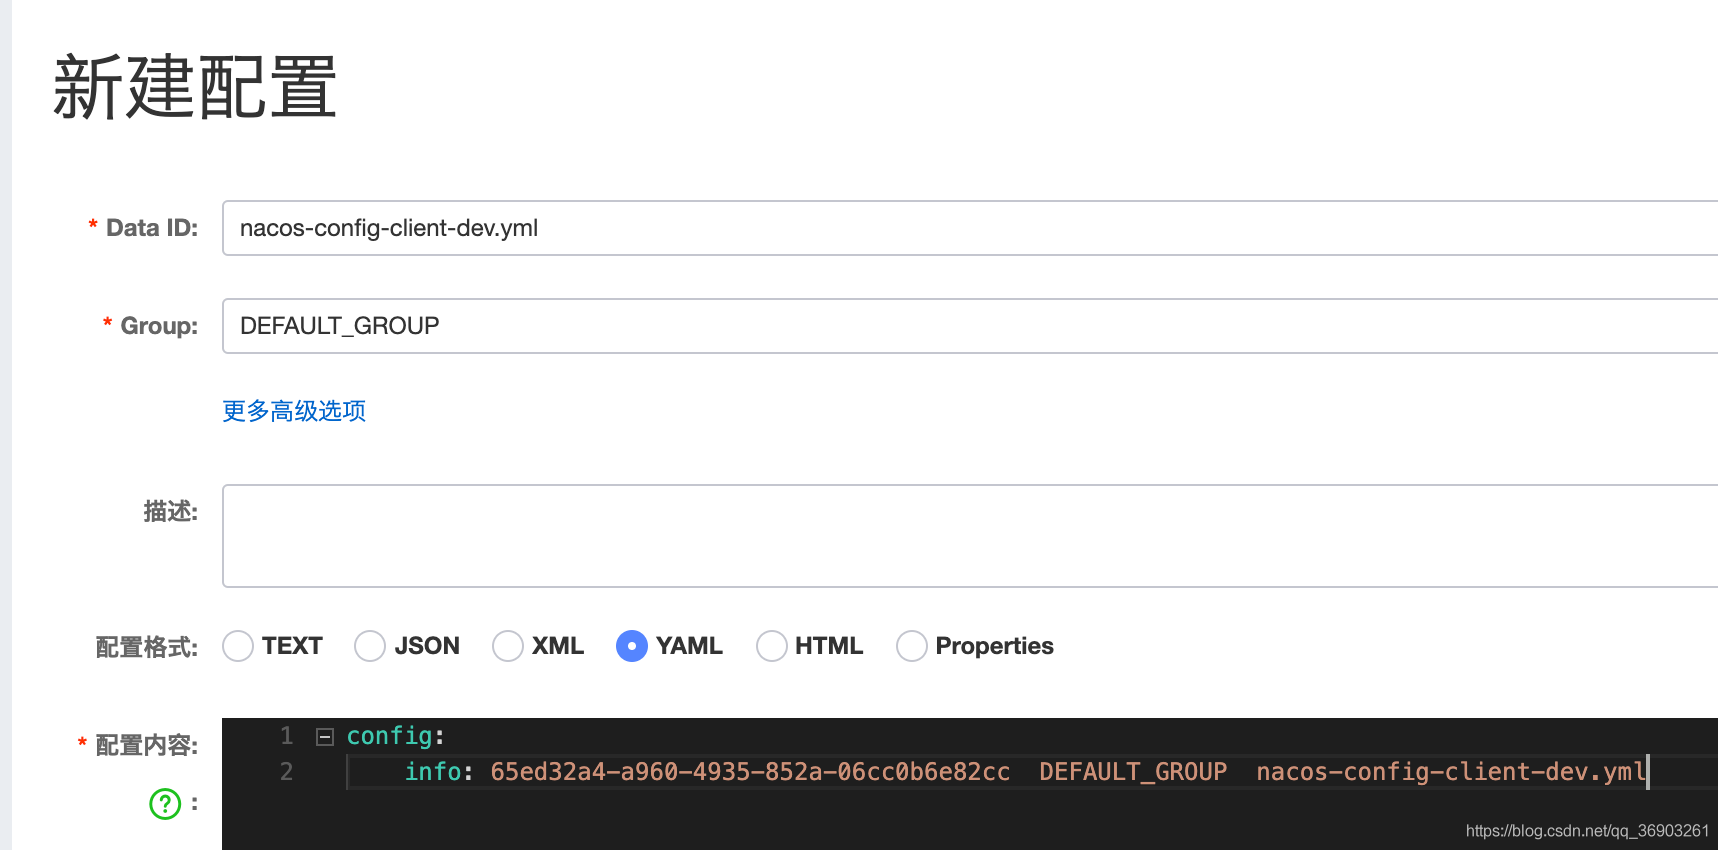 新建配置
* Data ID: nacos-config-client-dev.yml
* Group: DEFAULT_GROUP
更多高级选项
描述:
配置格式: TEXT JSON XML YAML HTML Properties
* 配置内容:
? :
1 config:
2 info: 65ed32a4-a960-4935-852a-06cc0b6e82cc  DEFAULT_GROUP  nacos-config-client-dev.yml
https://blog.csdn.net/qq_36903261